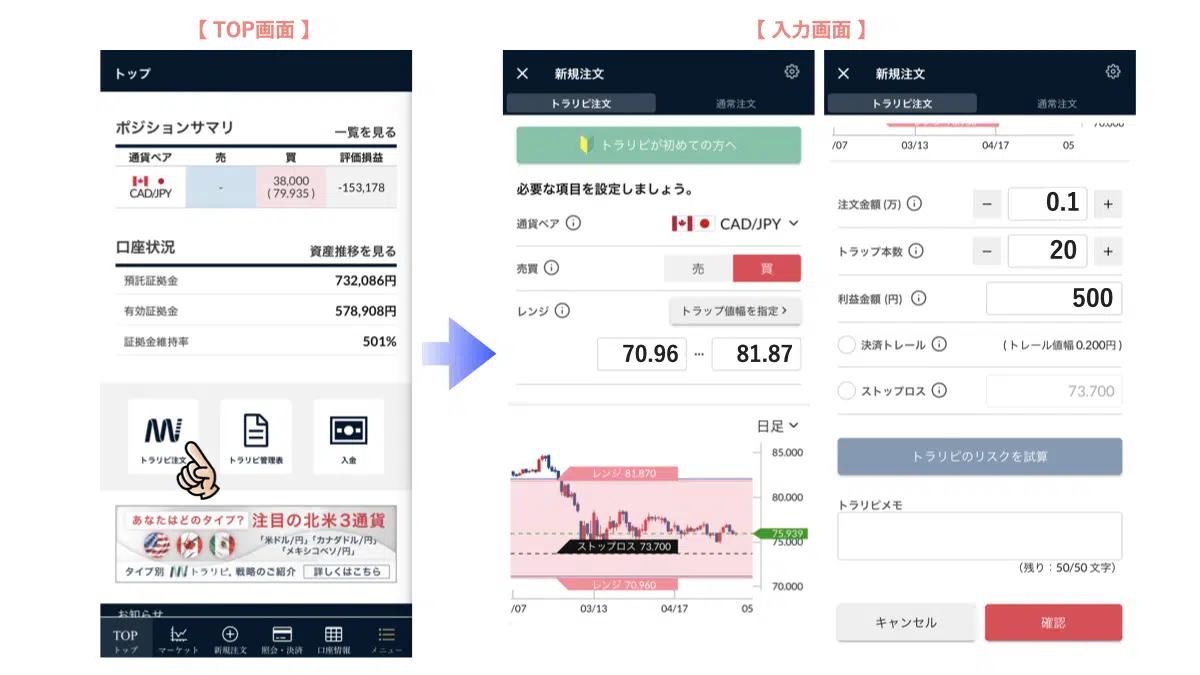 【 TOP画面 】
【 入力画面 】
トップ
ポジションサマリ
一覧を見る
通貨ペア 売 買 評価損益
CAD/JPY - 38,000 -153,178
( 79.935 )
口座状況
資産推移を見る
預託証拠金 732,086円
有効証拠金 578,908円
証拠金維持率 501%
トラリピ注文 トラリピ管理表 入金
あなたはどのタイプ? 注目の北米3通貨
「米ドル/円」「カナダドル/円」
「メキシコペソ/円」
タイプ別 トラリピ。戦略のご紹介 詳しくはこちら
お知らせ
TOP
トップ マーケット 新規注文 照会・決済 口座情報 メニュー
新規注文
トラリピ注文 通常注文
トラリピが初めての方へ
必要な項目を設定しましょう。
通貨ペア CAD/JPY
売買 売 買
レンジ トラップ値幅を指定
70.96 ... 81.87
日足
85.000
レンジ 81.870
80.000
75.939
75.000
ストップロス 73.700
レンジ 70.960
70.000
/07 03/13 04/17 05
新規注文
トラリピ注文 通常注文
70.000
/07 03/13 04/17 05
注文金額 (万) − 0.1 +
トラップ本数 − 20 +
利益金額 (円) 500
決済トレール (トレール値幅 0.200円)
ストップロス 73.700
トラリピのリスクを試算
トラリピメモ
(残り：50/50 文字)
キャンセル 確認